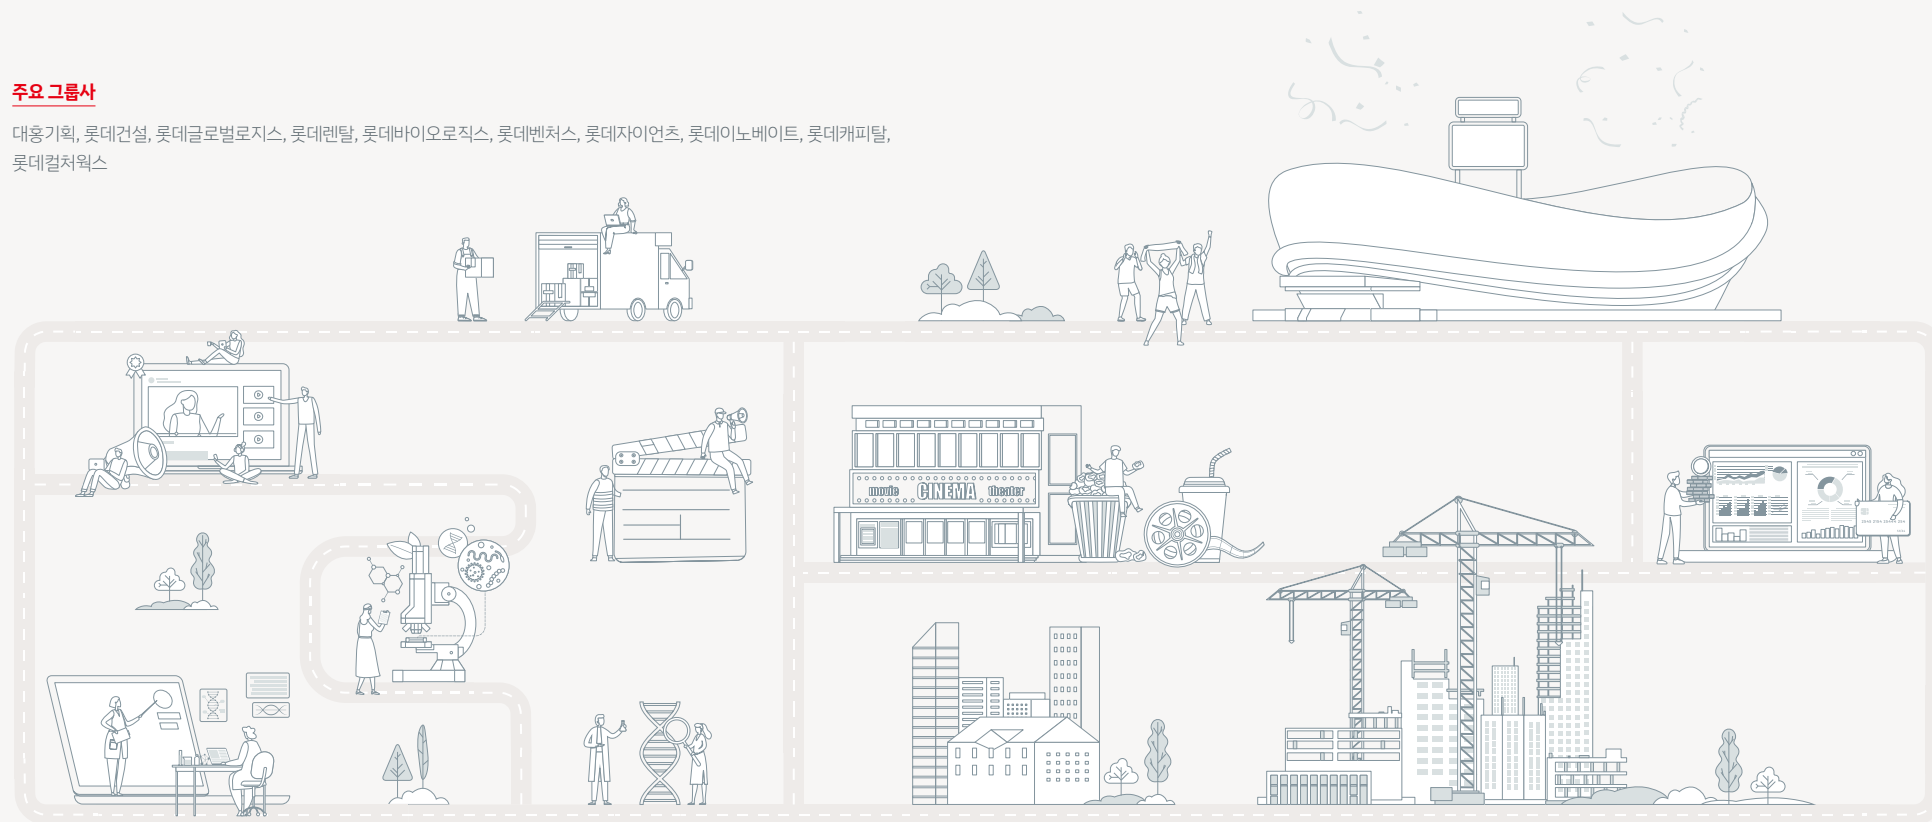 주요 그룹사
대홍기획, 롯데건설, 롯데글로벌로지스, 롯데렌탈, 롯데바이오로직스, 롯데벤처스, 롯데자이언츠, 롯데이노베이트, 롯데캐피탈,
롯데컬처웍스
movie CINEMA theater